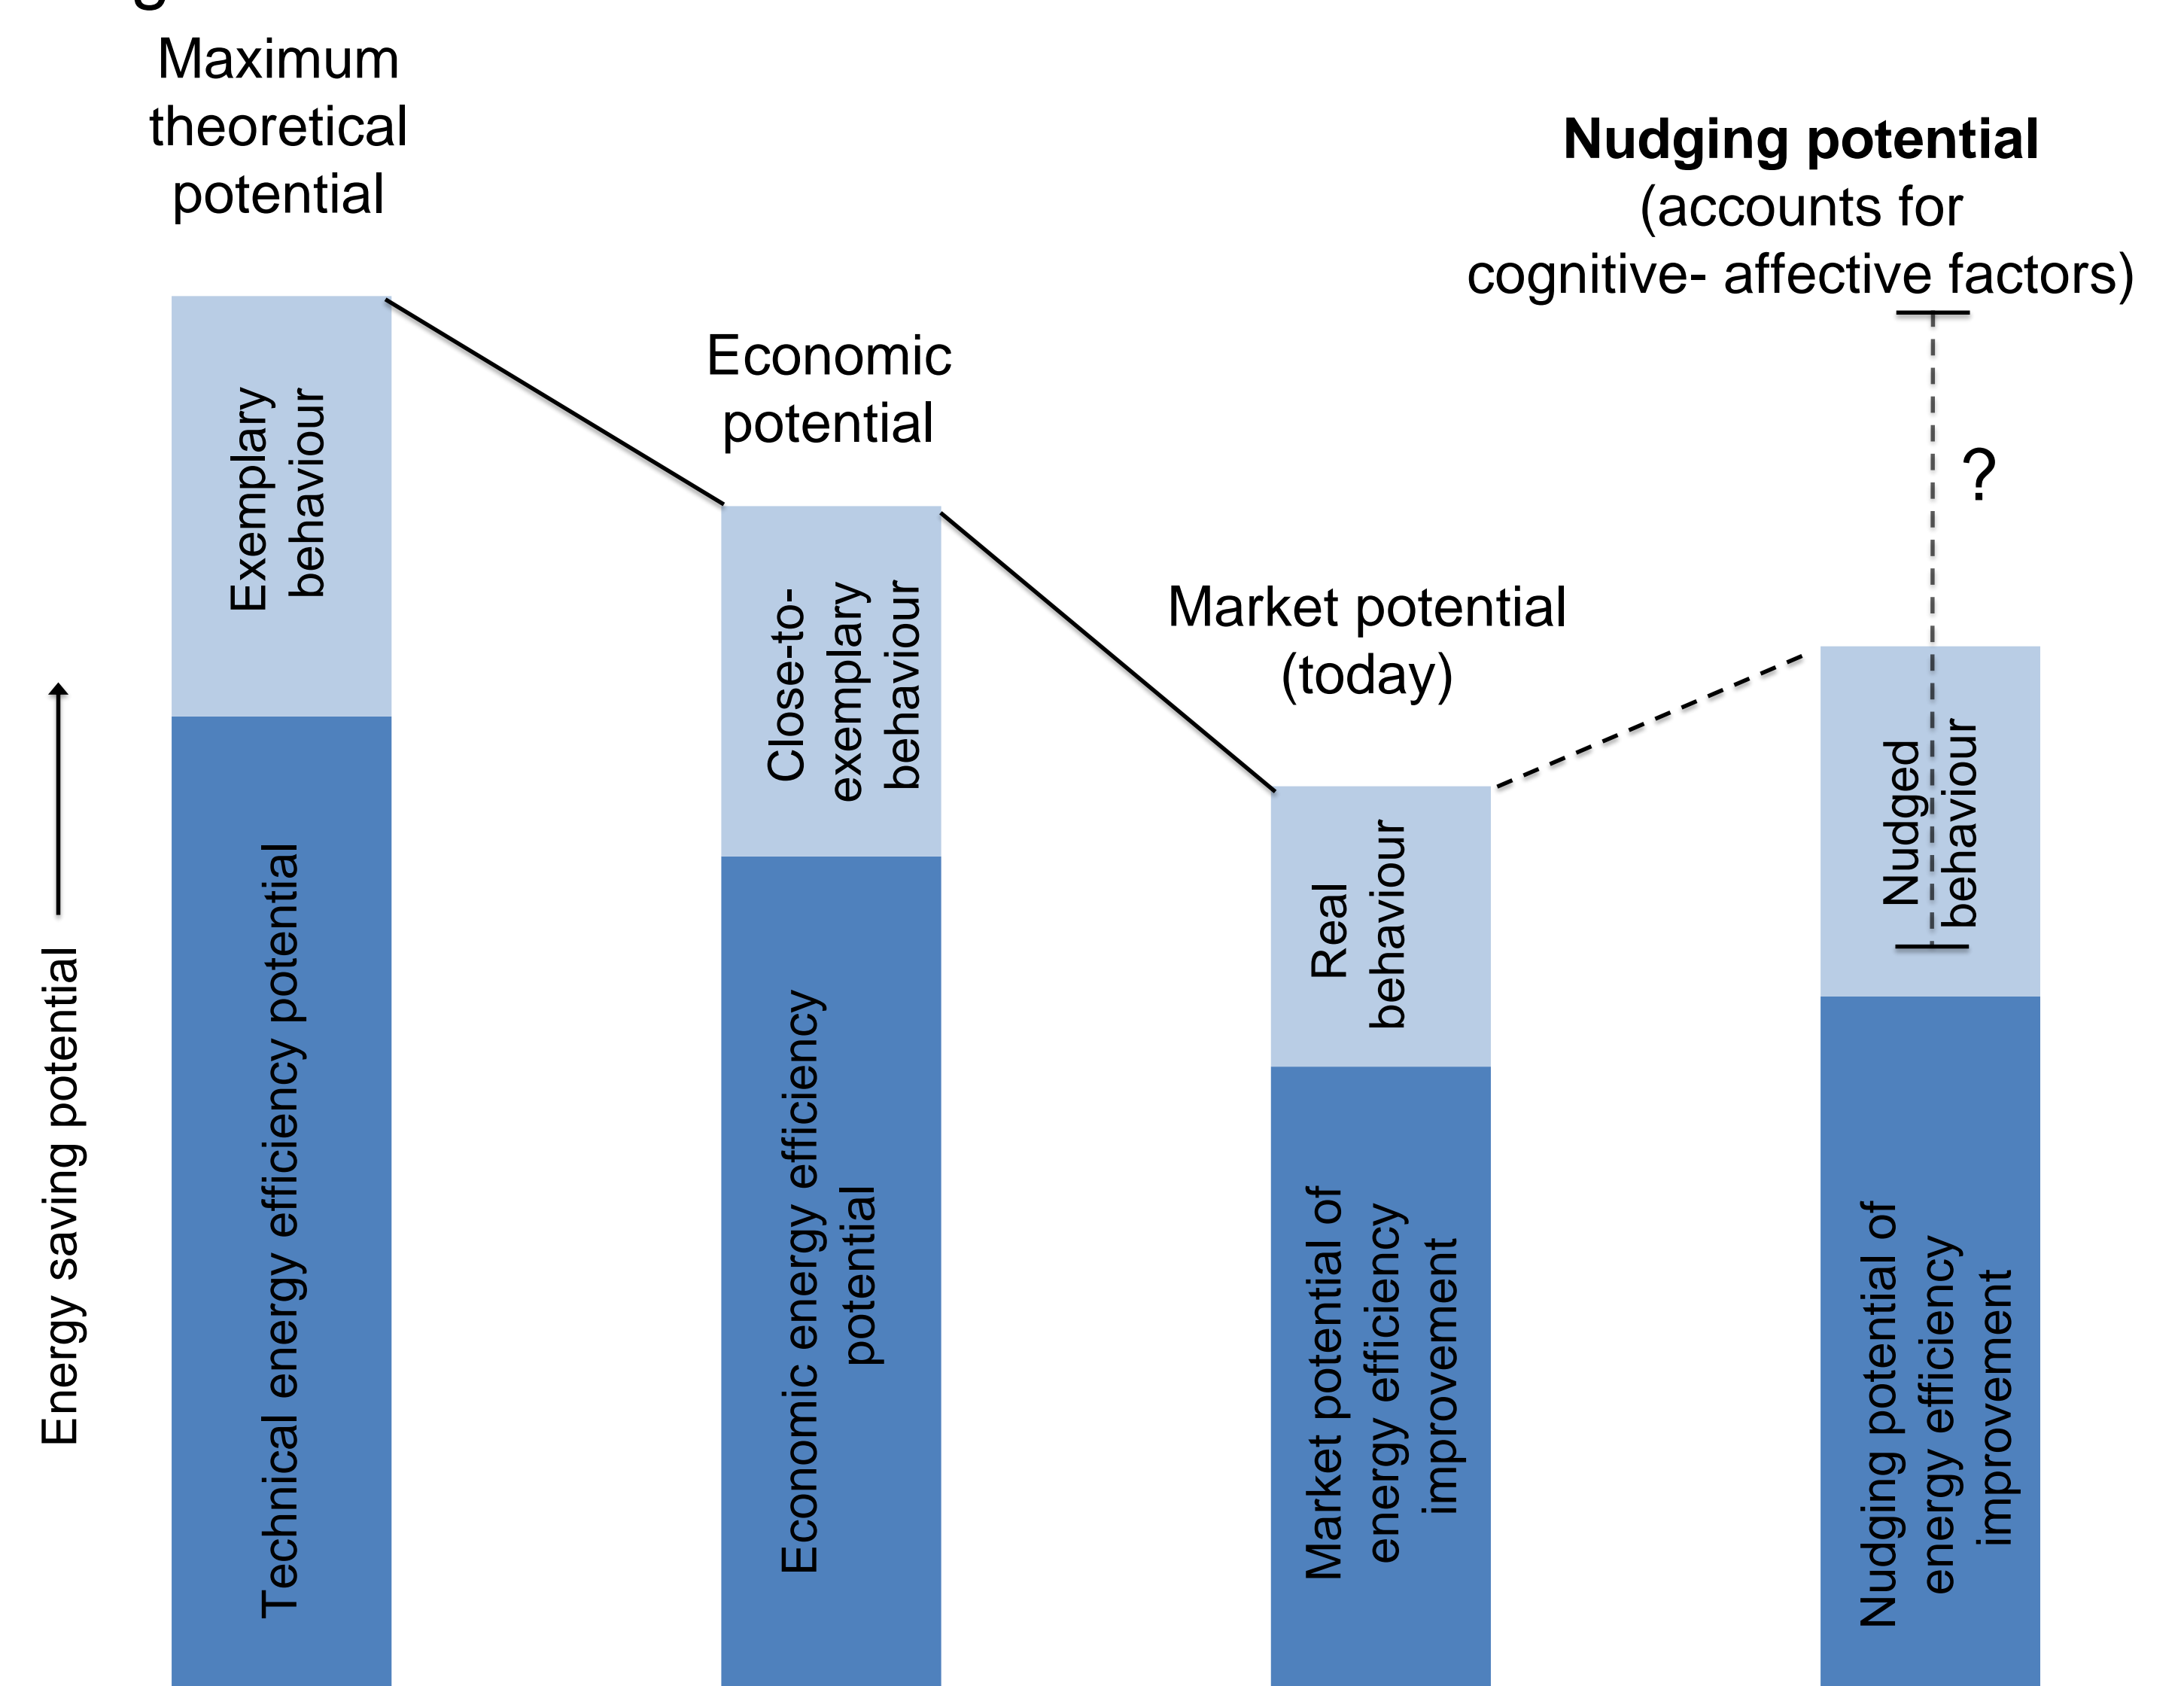 Maximum
theoretical
potential
Nudging potential
(accounts for
cognitive- affective factors)
Economic
potential
?
Market potential
(today)
Energy saving potential
Exemplary
behaviour
Technical energy efficiency potential
Close-to-
exemplary
behaviour
Economic energy efficiency
potential
Real
behaviour
Market potential of
energy efficiency
improvement
Nudged
behaviour
Nudging potential of
energy efficiency
improvement